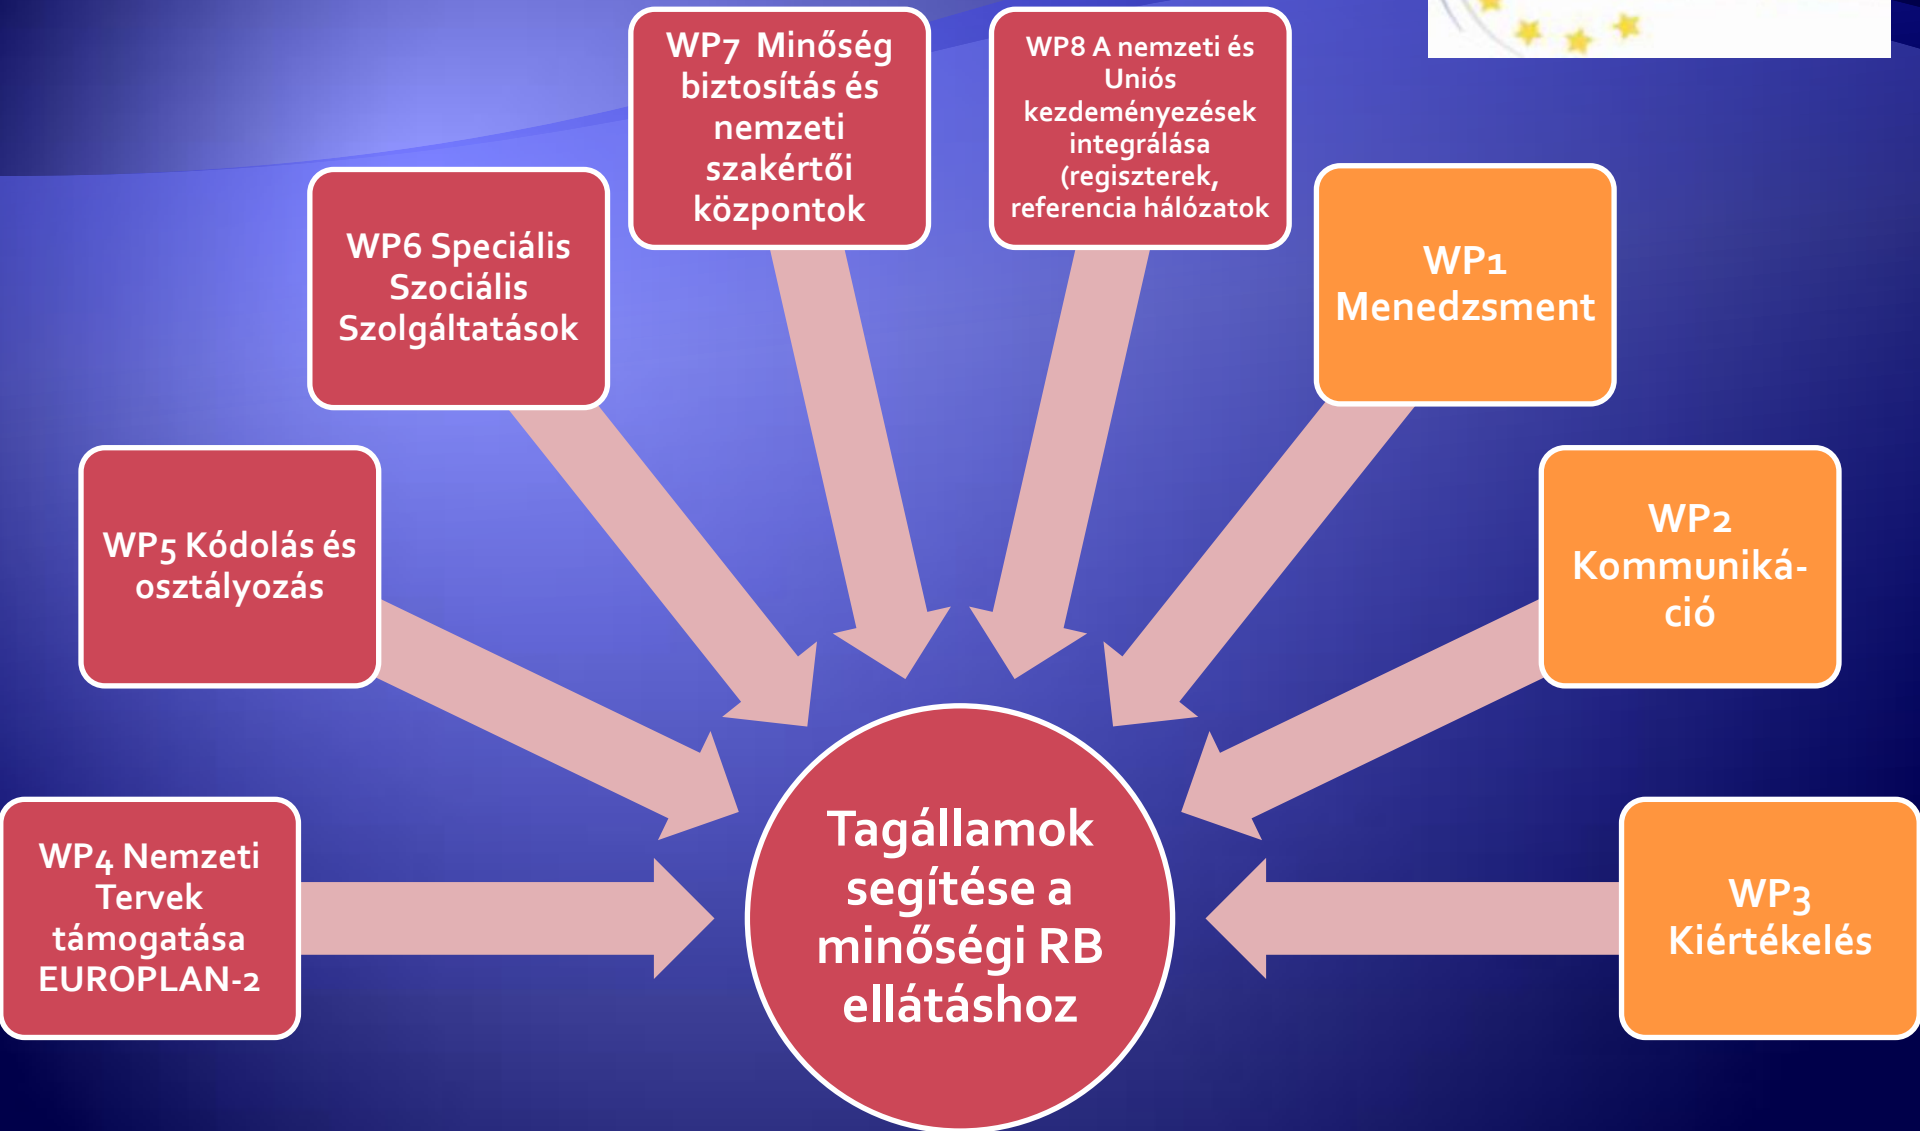 WP7 Minőség
biztosítás és
nemzeti
szakértői
központok
WP8 A nemzeti és
Uniós
kezdeményezések
integrálása
(regiszterek,
referencia hálózatok
WP6 Speciális
Szociális
Szolgáltatások
WP1
Menedzsment
WP5 Kódolás és
osztályozás
WP2
Kommuniká-
ció
WP4 Nemzeti
Tervek
támogatása
EUROPLAN-2
Tagállamok
segítése a
minőségi RB
ellátáshoz
WP3
Kiértékelés